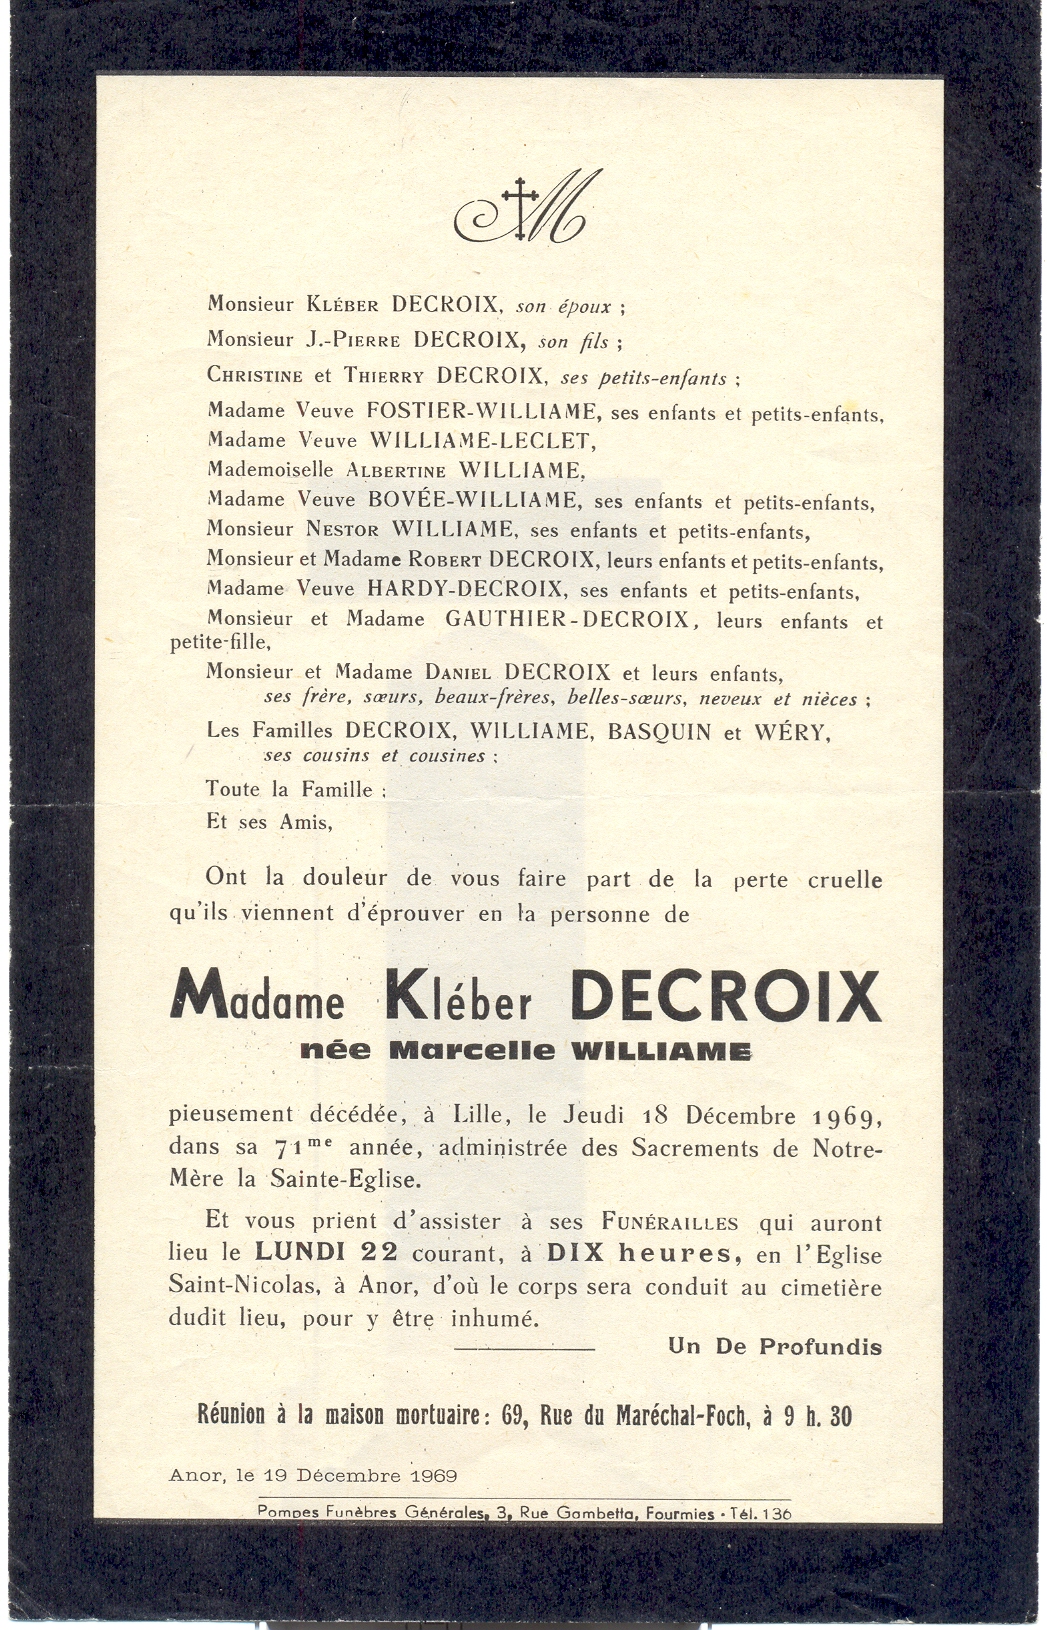 M
Monsieur KLÉBER DECROIX, son époux ;
Monsieur J.-PIERRE DECROIX, son fils ;
CHRISTINE et THIERRY DECROIX, ses petits-enfants ;
Madame Veuve FOSTIER-WILLIAME, ses enfants et petits-enfants,
Madame Veuve WILLIAME-LECLET,
Mademoiselle ALBERTINE WILLIAME,
Madame Veuve BOVÉE-WILLIAME, ses enfants et petits-enfants,
Monsieur NESTOR WILLIAME, ses enfants et petits-enfants,
Monsieur et Madame ROBERT DECROIX, leurs enfants et petits-enfants,
Madame Veuve HARDY-DECROIX, ses enfants et petits-enfants,
Monsieur et Madame GAUTHIER-DECROIX, leurs enfants et
petite-fille,
Monsieur et Madame DANIEL DECROIX et leurs enfants,
ses frère, sœurs, beaux-frères, belles-sœurs, neveux et nièces ;
Les Familles DECROIX, WILLIAME, BASQUIN et WÉRY,
ses cousins et cousines ;
Toute la Famille ;
Et ses Amis,
Ont la douleur de vous faire part de la perte cruelle
qu'ils viennent d'éprouver en la personne de
Madame Kléber DECROIX
née Marcelle WILLIAME
pieusement décédée, à Lille, le Jeudi 18 Décembre 1969,
dans sa 71me année, administrée des Sacrements de Notre-
Mère la Sainte-Eglise.
Et vous prient d'assister à ses FUNÉRAILLES qui auront
lieu le LUNDI 22 courant, à DIX heures, en l'Eglise
Saint-Nicolas, à Anor, d'où le corps sera conduit au cimetière
dudit lieu, pour y être inhumé.
Un De Profundis
Réunion à la maison mortuaire : 69, Rue du Maréchal-Foch, à 9 h. 30
Anor, le 19 Décembre 1969
Pompes Funèbres Générales, 3, Rue Gambetta, Fourmies · Tél. 136